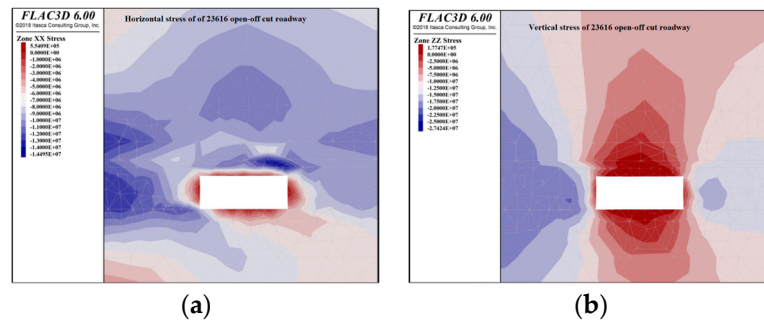 FLAC3D 6.00
©2018 Itasca Consulting Group, Inc.
Zone XX Stress
5.5409E+05
0.0000E+00
-1.0000E+06
-2.0000E+06
-3.0000E+06
-4.0000E+06
-5.0000E+06
-6.0000E+06
-7.0000E+06
-8.0000E+06
-9.0000E+06
-1.0000E+07
-1.1000E+07
-1.2000E+07
-1.3000E+07
-1.4000E+07
-1.4495E+07
Horizontal stress of of 23616 open-off cut roadway
(a)
FLAC3D 6.00
©2018 Itasca Consulting Group, Inc.
Zone ZZ Stress
1.7747E+05
0.0000E+00
-2.5000E+06
-5.0000E+06
-7.5000E+06
-1.0000E+07
-1.2500E+07
-1.5000E+07
-1.7500E+07
-2.0000E+07
-2.2500E+07
-2.5000E+07
-2.7424E+07
Vertical stress of 23616 open-off cut roadway
(b)